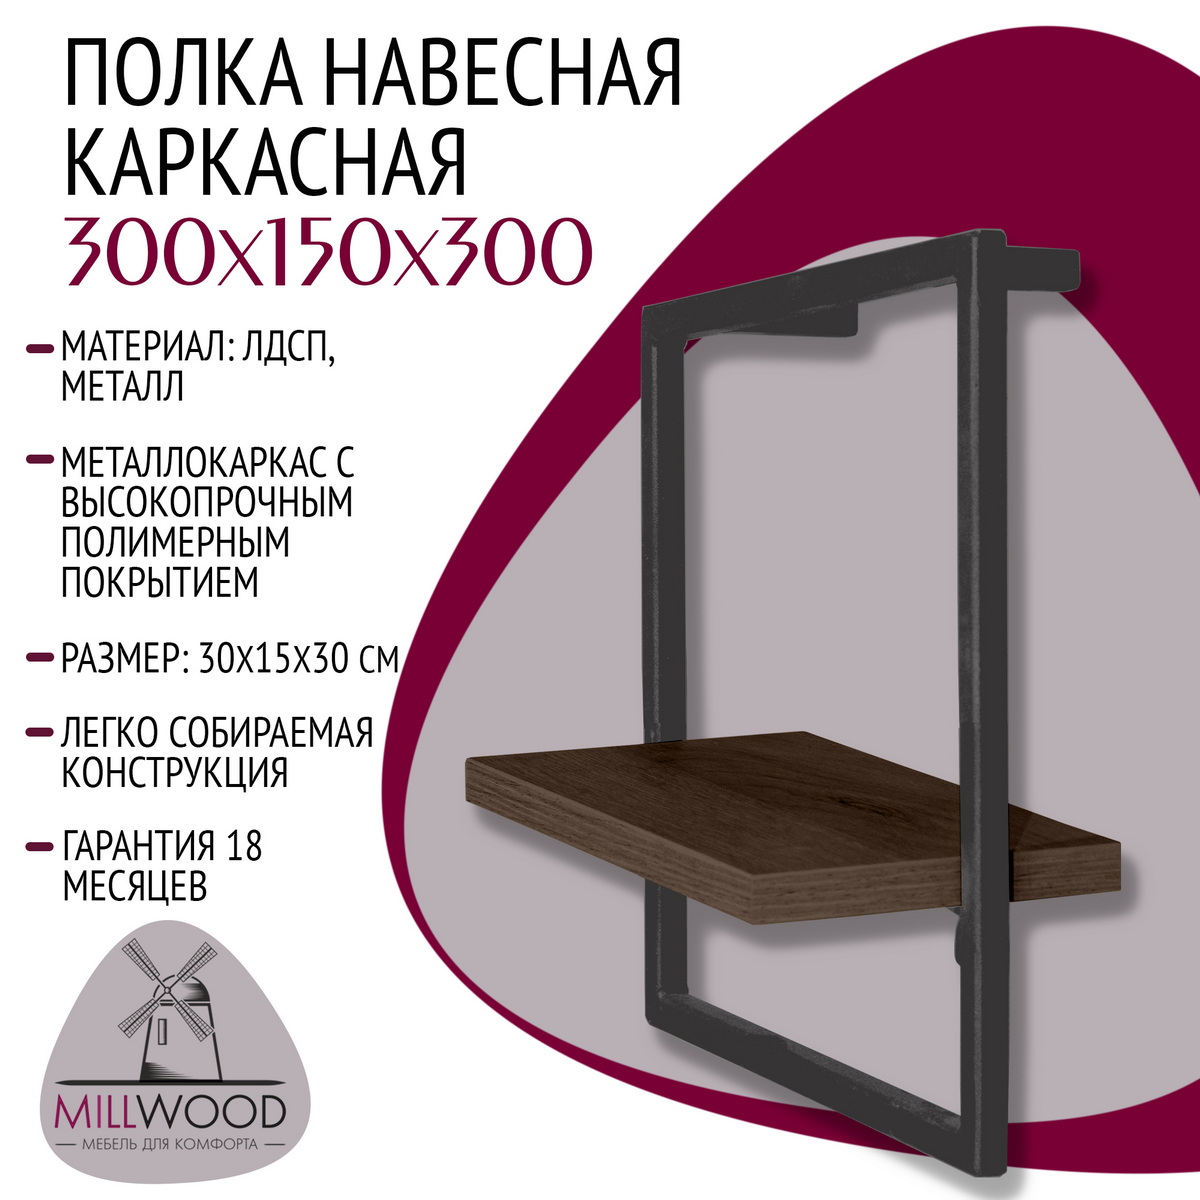 ПОЛКА НАВЕСНАЯ
КАРКАСНАЯ
300х150х300
МАТЕРИАЛ: ЛДСП,
МЕТАЛЛ
МЕТАЛЛОКАРКАС С
ВЫСОКОПРОЧНЫМ
ПОЛИМЕРНЫМ
ПОКРЫТИЕМ
РАЗМЕР: 30Х15Х30 СМ
ЛЕГКО СОБИРАЕМАЯ
КОНСТРУКЦИЯ
ГАРАНТИЯ 18
МЕСЯЦЕВ
MILLWOOD
МЕБЕЛЬ ДЛЯ КОМФОРТА